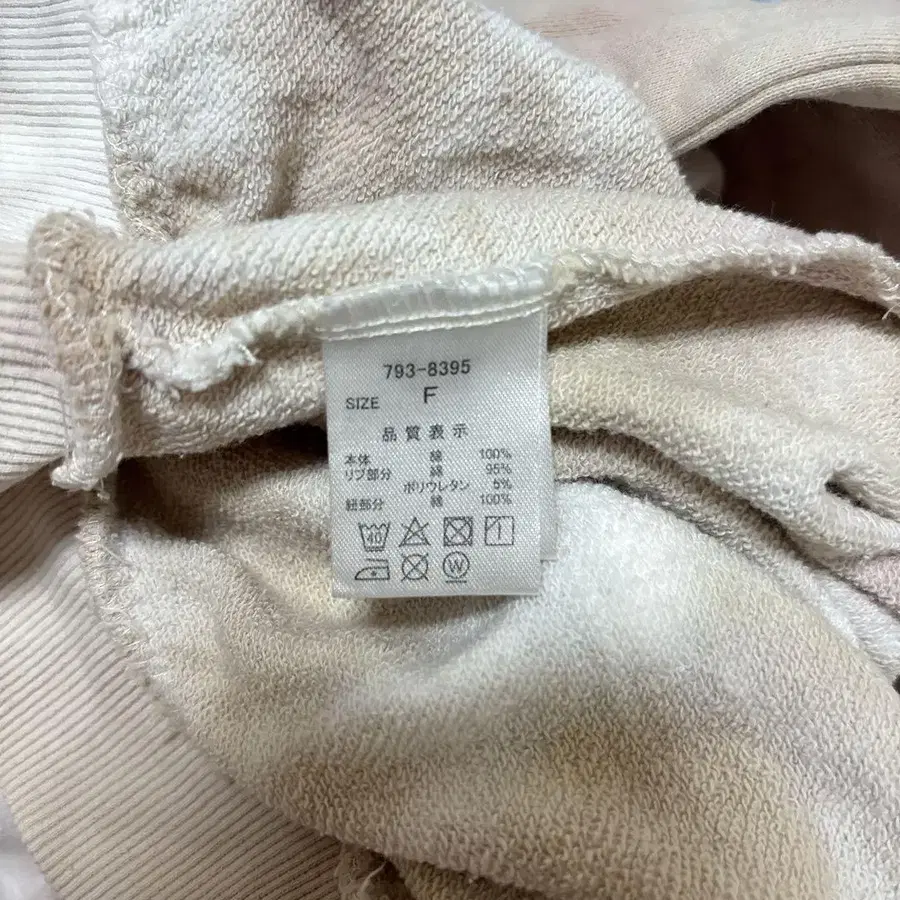 793-8395
SIZE F
品質表示
本体 綿 100%
リブ部分 綿 95%
ポリウレタン 5%
紐部分 綿 100%
40
W